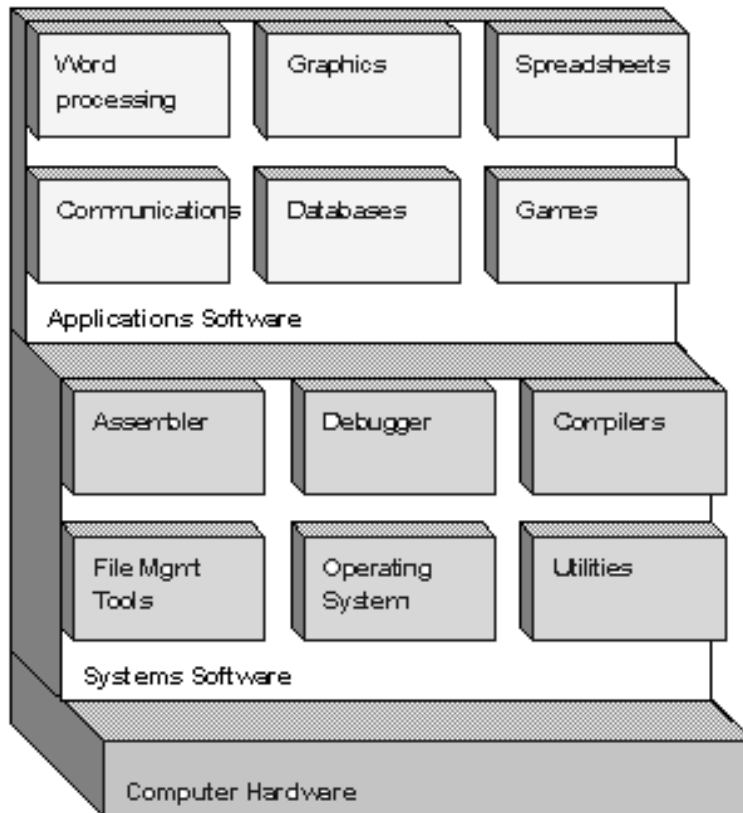 Word
processing
Graphics
Spreadsheets
Communications
Databases
Games
Applications Software
Assembler
Debugger
Compilers
File Mgmt
Tools
Operating
System
Utilities
Systems Software
Computer Hardware